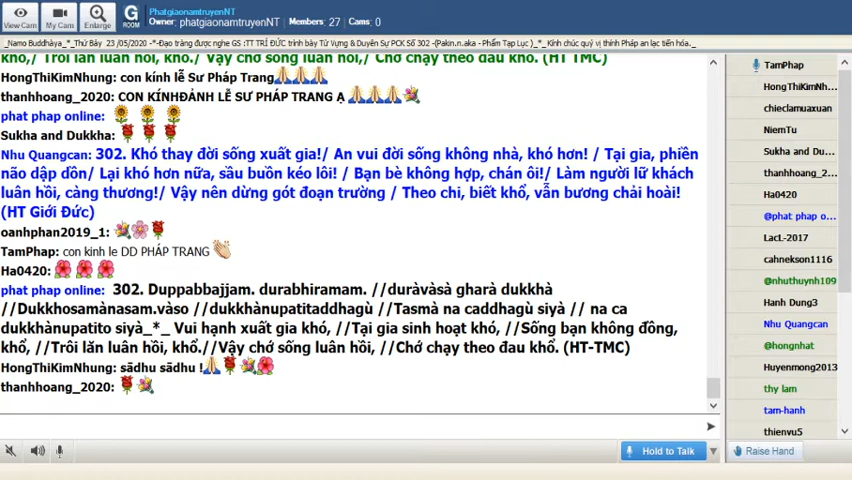 View Cam
My Cam
Enlarge
G
ROOM
PhatgiaonamtruyenNT
Owner: phatgiaonamtruyenNT | Members: 27 | Cams: 0
_Namo Buddhàya_*_Thứ Bảy 23 /05/2020 -*-Đạo tràng được nghe GS :TT TRÍ ĐỨC trình bày Từ Vựng & Duyên Sự PCK Số 302 -(Pakin.n.aka - Phẩm Tạp Lục )_*_ Kính chúc quý vị thính Pháp an lạc tiến hóa._
khó,/ Trôi lăn luân hồi, khổ./ Vậy chớ sống luân hồi,/ Chớ chạy theo đau khổ. (HT TMC)
HongThiKimNhung: con kính lễ Sư Pháp Trang
thanhhoang_2020: CON KÍNHĐẢNH LỄ SƯ PHÁP TRANG Ạ
phat phap online:
Sukha and Dukkha:
Nhu Quangcan: 302. Khó thay đời sống xuất gia!/ An vui đời sống không nhà, khó hơn! / Tại gia, phiền
não dập dồn/ Lại khó hơn nữa, sầu buồn kéo lôi! / Bạn bè không hợp, chán ôi!/ Làm người lữ khách
luân hồi, càng thương!/ Vậy nên dừng gót đoạn trường / Theo chi, biết khổ, vẫn bương chải hoài!
(HT Giới Đức)
oanhphan2019_1:
TamPhap: con kinh le DD PHÁP TRANG
Ha0420:
phat phap online: 302. Duppabbajjam. durabhiramam. //duràvàsà gharà dukkhà
//Dukkhosamànasam.vàso //dukkhànupatitaddhagù //Tasmà na caddhagù siyà // na ca
dukkhànupatito siyà_*_ Vui hạnh xuất gia khó, //Tại gia sinh hoạt khó, //Sống bạn không đồng,
khổ, //Trôi lăn luân hồi, khổ.//Vậy chớ sống luân hồi, //Chớ chạy theo đau khổ. (HT-TMC)
HongThiKimNhung: sādhu sādhu !
thanhhoang_2020:
TamPhap
HongThiKimNh...
chieclamuaxuan
NiemTu
Sukha and Du...
thanhhoang_2...
Ha0420
@phat phap o...
LacL-2017
cahnekson1116
@nhuthuynh109
Hanh Dung3
Nhu Quangcan
@hongnhat
Huyenmong2013
thy lam
tam-hanh
thienvu5
Hold to Talk
Raise Hand